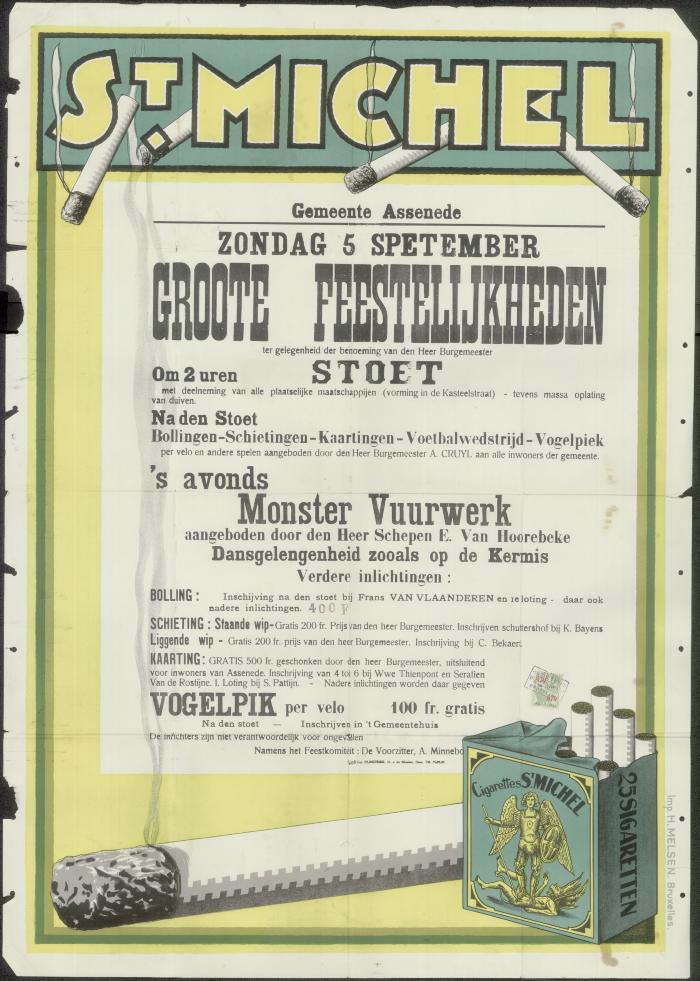 ST. MICHEL
Gemeente Assenede
ZONDAG 5 SPETEMBER
GROOTE FEESTELIJKHEDEN
ter gelegenheid der benoeming van den Heer Burgemeester
Om 2 uren STOET
met deelneming van alle plaatselijke maatschappijen (vorming in de Kasteelstraat) - tevens massa oplating
van duiven.
Na den Stoet
Bollingen-Schietingen-Kaartingen-Voetbalwedstrijd-Vogelpiek
per velo en andere spelen aangeboden door den Heer Burgemeester A. CRUYL aan alle inwoners der gemeente.
's avonds
Monster Vuurwerk
aangeboden door den Heer Schepen E. Van Hoorebeke
Dansgelengenheid zooals op de Kermis
Verdere inlichtingen :
BOLLING : Inschijving na den stoet bij Frans VAN VLAANDEREN en reloting - daar ook
nadere inlichtingen. 400 F
SCHIETING : Staande wip-Gratis 200 fr. Prijs van den heer Burgemeester. Inschrijven schuttershof bij K. Bayens
Liggende wip - Gratis 200 fr. prijs van den heer Burgemeester. Inschrijving bij C. Bekaert
KAARTING : GRATIS 500 fr. geschonken door den heer Burgemeester, uitsluitend
voor inwoners van Assenede. Inschrijving van 4 tot 6 bij Wwe Thienpont en Serafien
Van de Rostijne. I. Loting bij S. Pattijn. - Nadere inlichtingen worden daar gegeven
VOGELPIK per velo 100 fr. gratis
Na den stoet — Inschrijven in 't Gemeentehuis
De inrichters zijn niet verantwoordelijk voor ongevallen
Namens het Feestkomiteit : De Voorzitter, A. Minnebo
Cigarettes ST MICHEL
25 SIGARETTEN
Imp. H. MELSEN. Bruxelles.